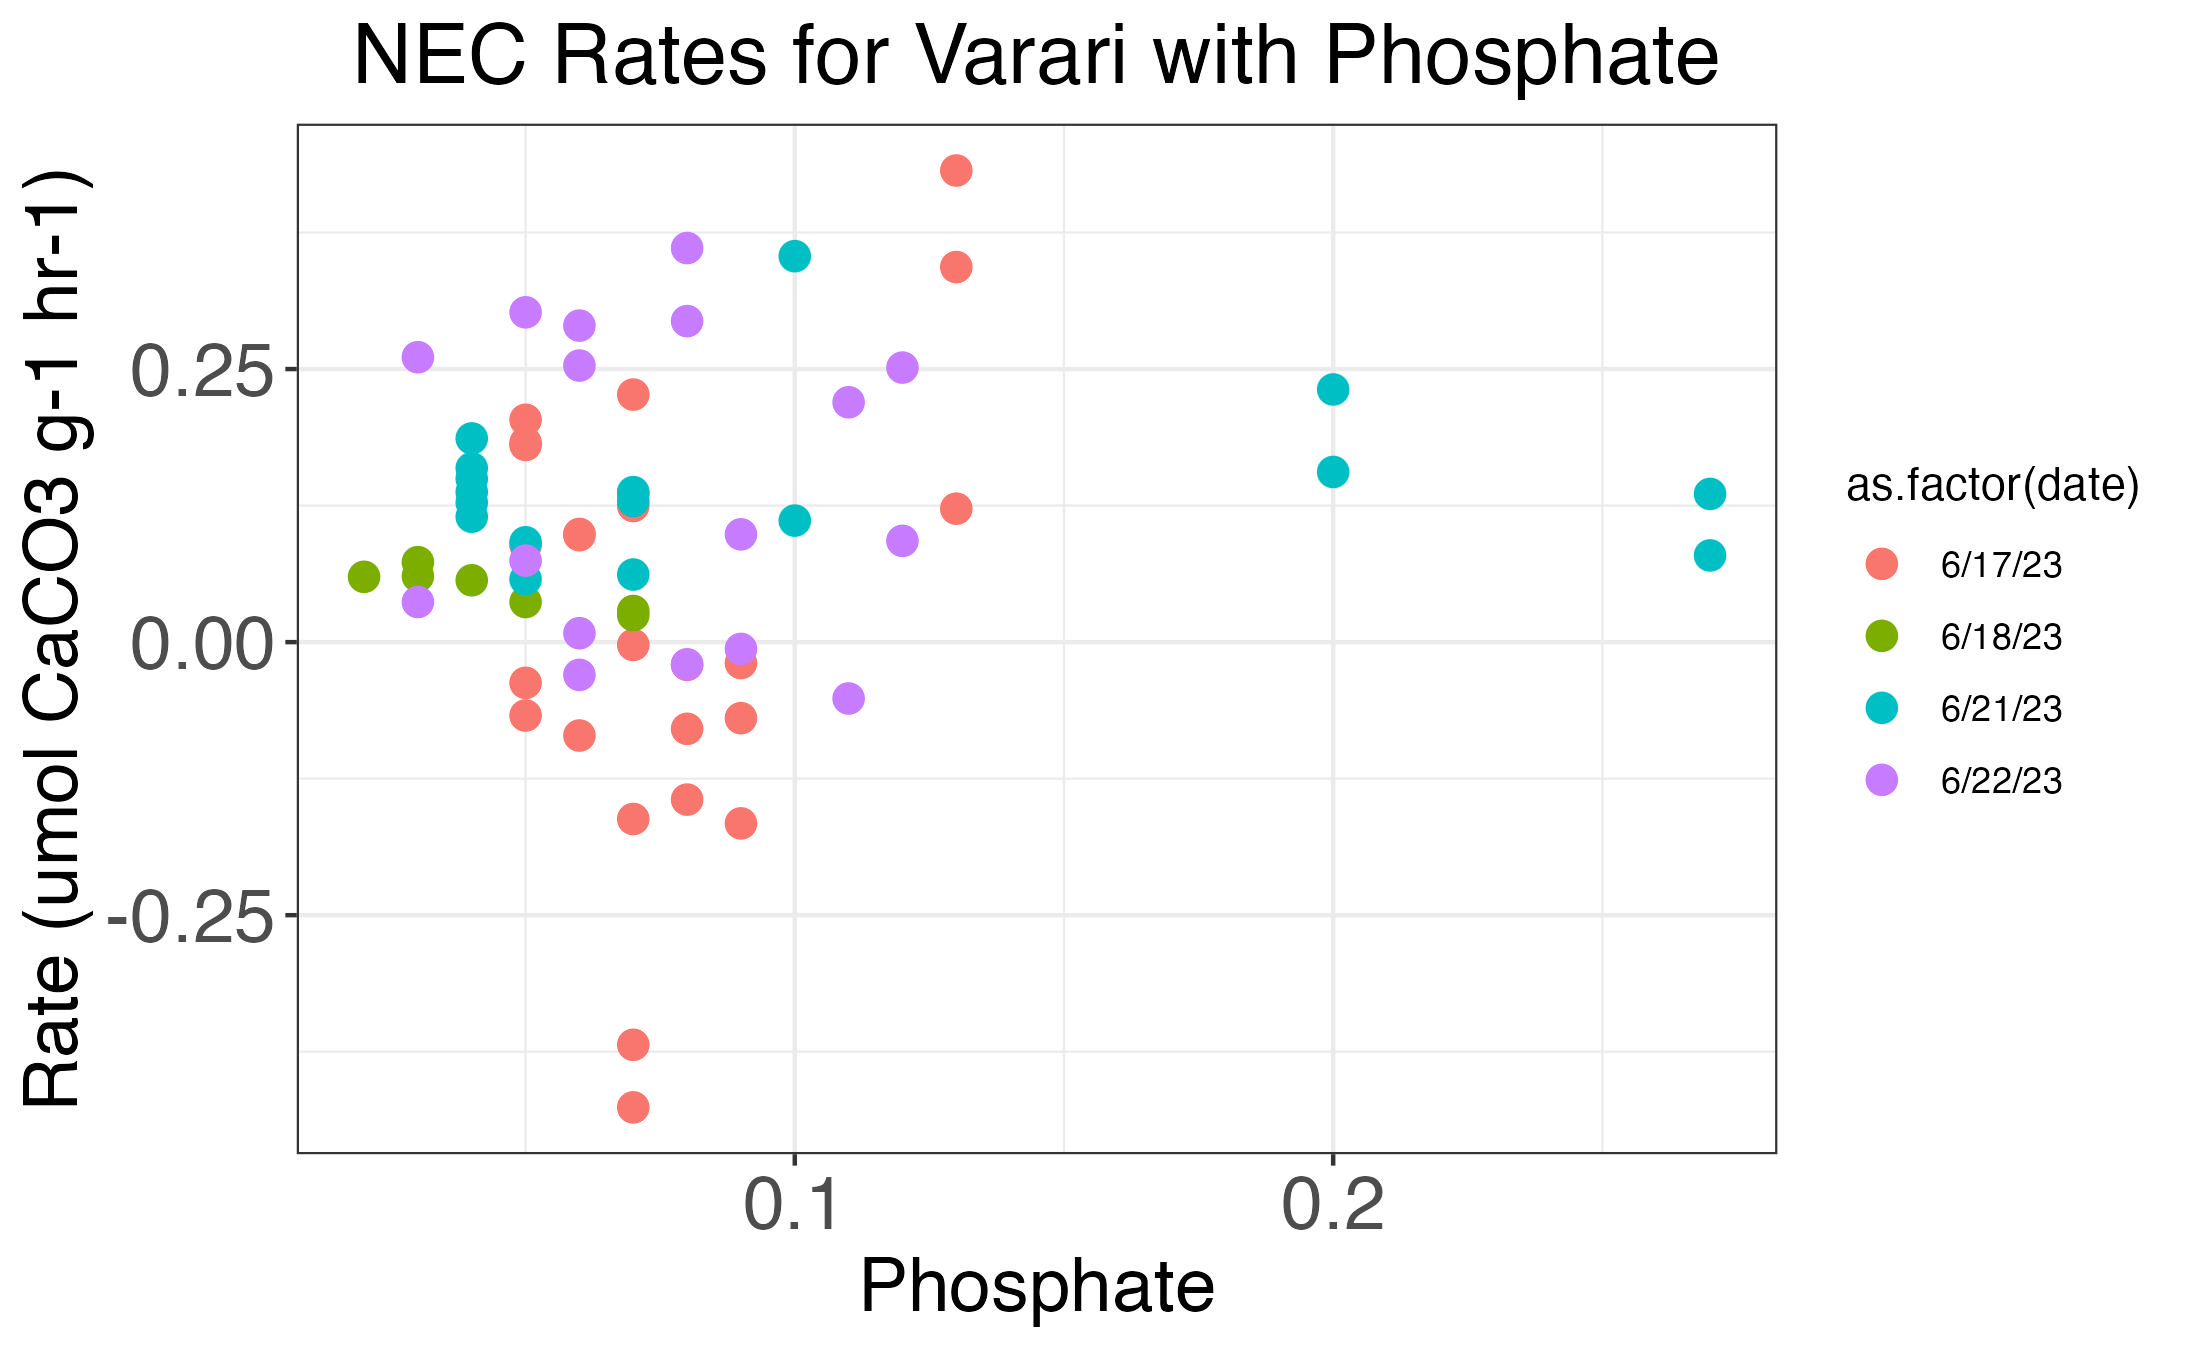 NEC Rates for Varari with Phosphate
Rate (umol CaCO3 g-1 hr-1)
0.25
0.00
-0.25
0.1
0.2
Phosphate
as.factor(date)
6/17/23
6/18/23
6/21/23
6/22/23